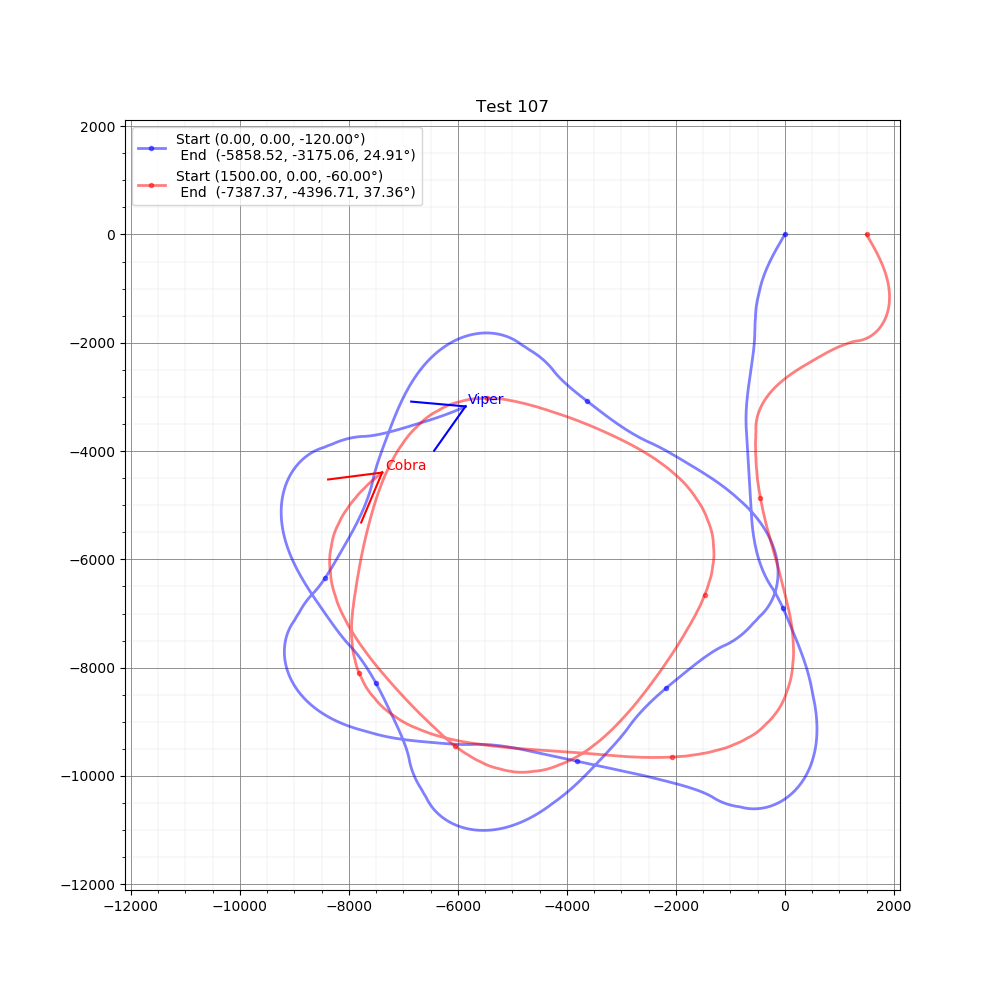 Test 107
Start (0.00, 0.00, -120.00°)
End (-5858.52, -3175.06, 24.91°)
Start (1500.00, 0.00, -60.00°)
End (-7387.37, -4396.71, 37.36°)
2000
0
−2000
−4000
−6000
−8000
−10000
−12000
Viper
Cobra
−12000 −10000 −8000 −6000 −4000 −2000 0 2000